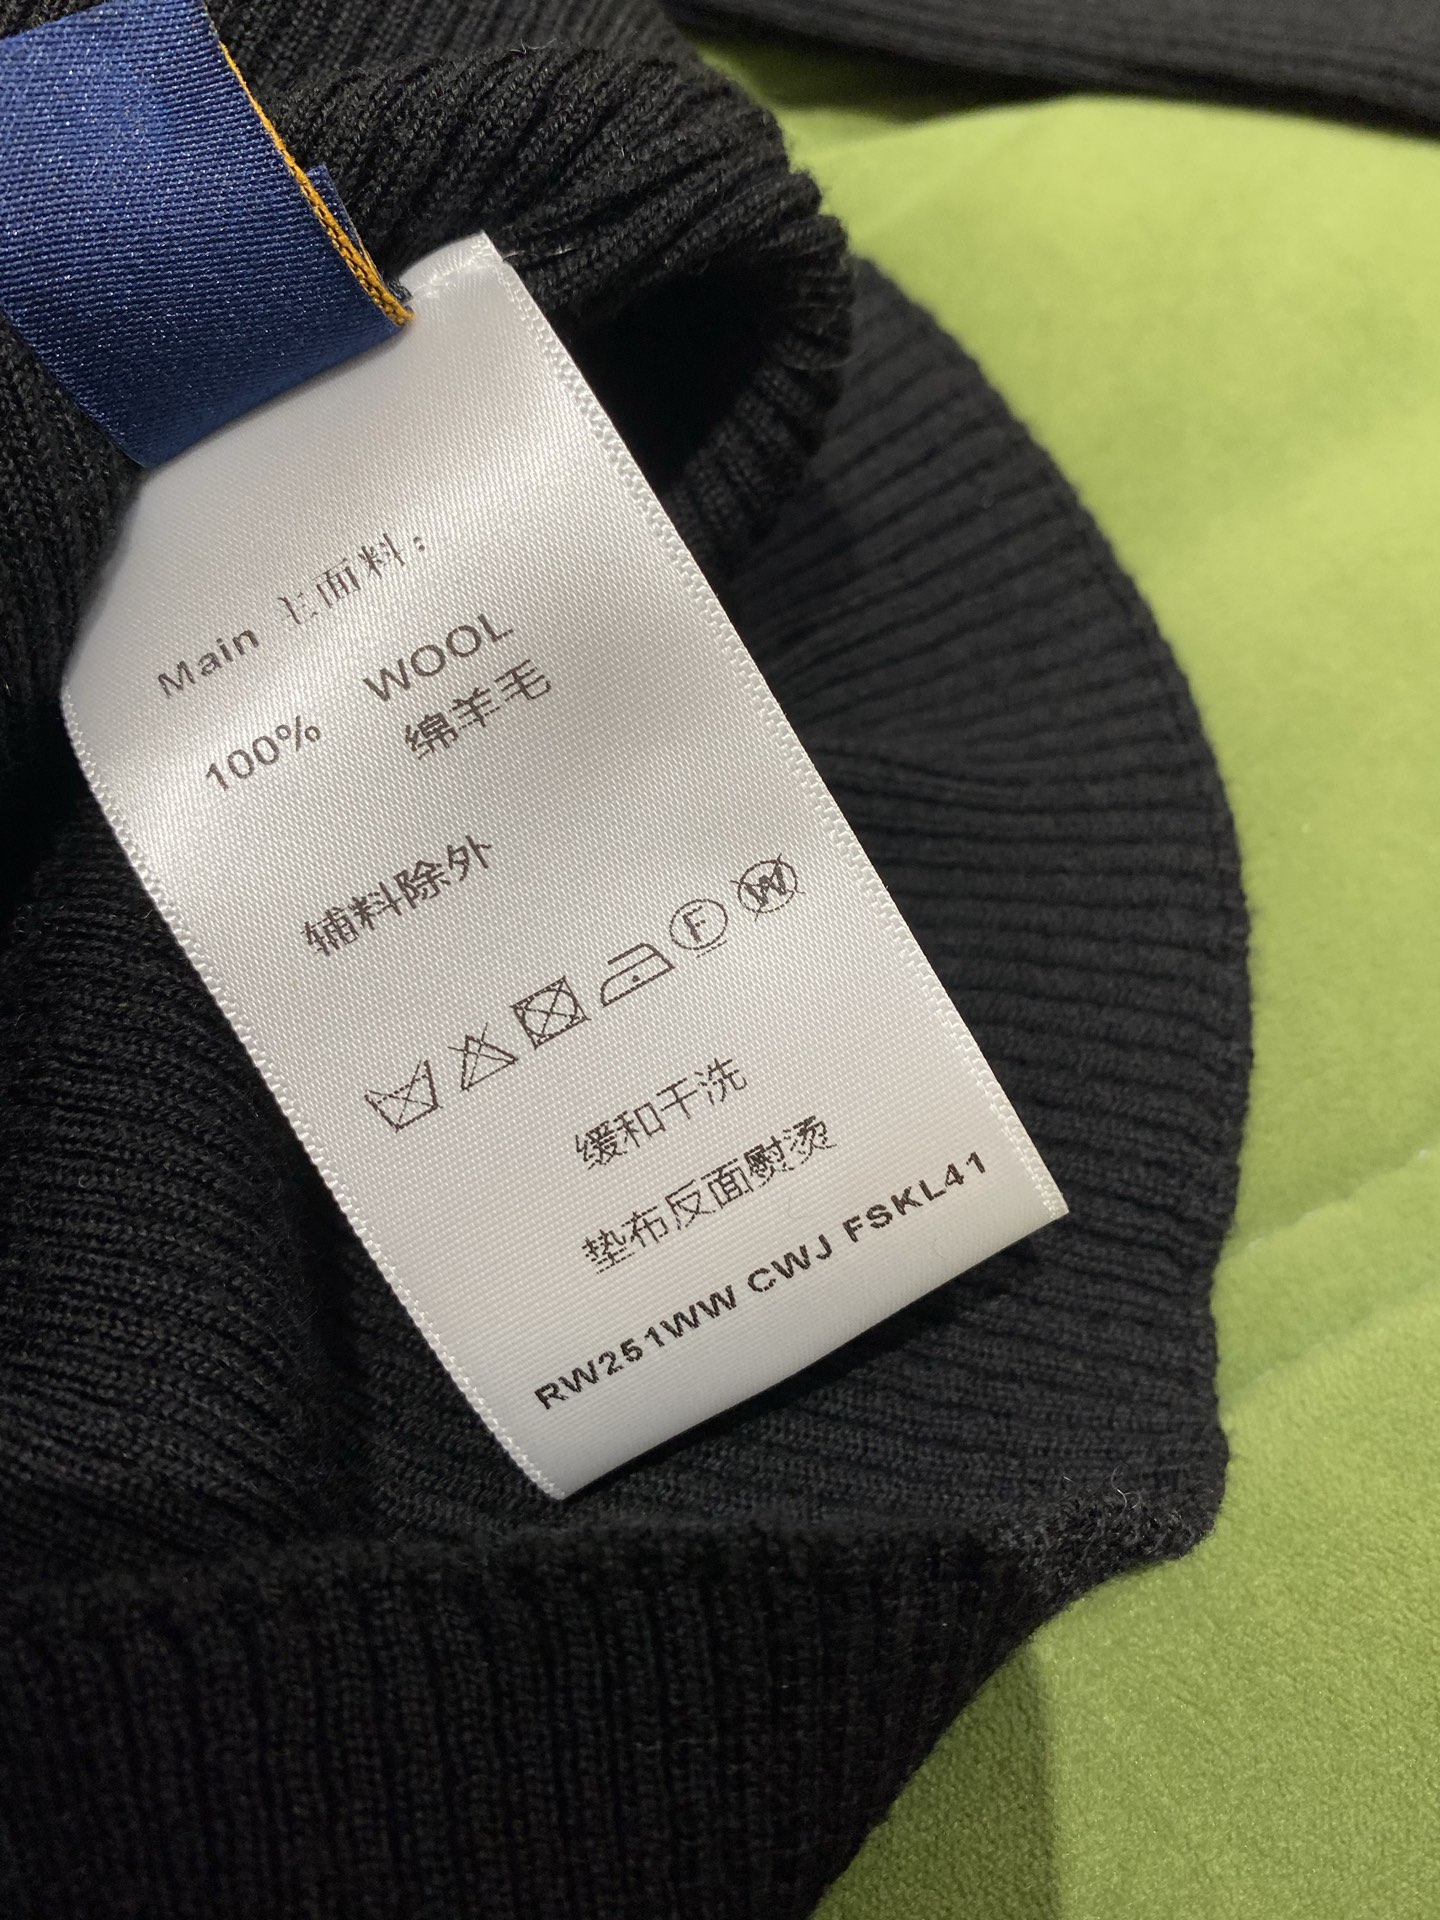 Main 主面料:
100% WOOL
绵羊毛
辅料除外
F W
缓和干洗
垫布反面熨烫
RW251WW CWJ FSKL41